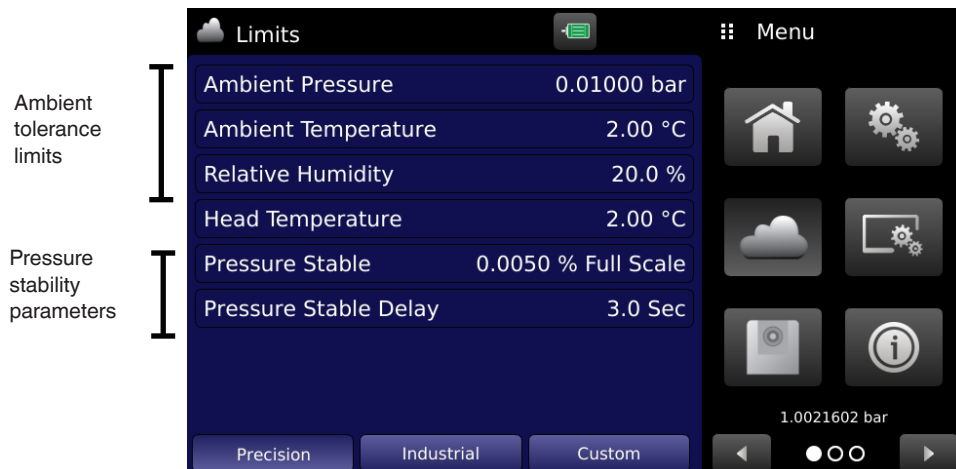 Limits
Menu
Ambient
tolerance
limits
Ambient Pressure 0.01000 bar
Ambient Temperature 2.00 °C
Relative Humidity 20.0 %
Head Temperature 2.00 °C
Pressure
stability
parameters
Pressure Stable 0.0050 % Full Scale
Pressure Stable Delay 3.0 Sec
1.0021602 bar
Precision Industrial Custom